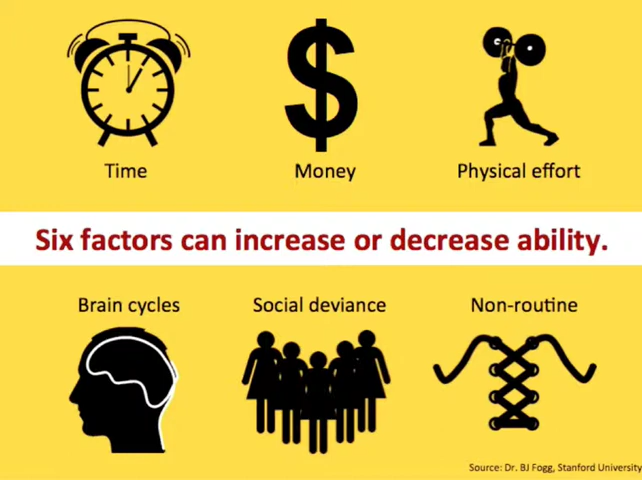 Time
Money
Physical effort
Six factors can increase or decrease ability.
Brain cycles
Social deviance
Non-routine
Source: Dr. BJ Fogg, Stanford University